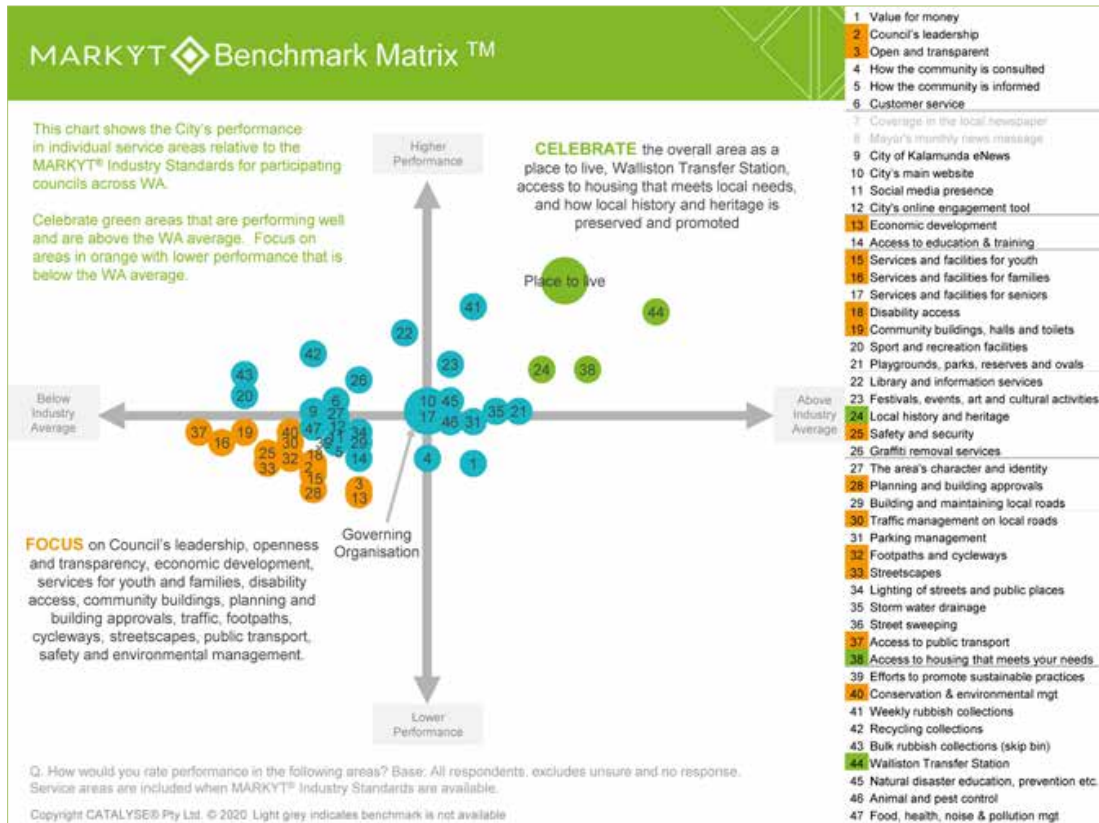 MARKYT Benchmark Matrix ™
This chart shows the City's performance
in individual service areas relative to the
MARKYT® Industry Standards for participating
councils across WA.
Celebrate green areas that are performing well
and are above the WA average. Focus on
areas in orange with lower performance that is
below the WA average.
Higher
Performance
CELEBRATE the overall area as a
place to live, Walliston Transfer Station,
access to housing that meets local needs,
and how local history and heritage is
preserved and promoted
Place to live
41
44
22
42
23
24
38
43
26
20
Below
Industry
Average
Above
Industry
Average
6
10
45
9
27
17
35
21
46
31
37
16
19
40
30
47
12
11
34
29
25
33
32
18
2
5
14
4
1
15
28
3
13
Governing
Organisation
FOCUS on Council's leadership, openness
and transparency, economic development,
services for youth and families, disability
access, community buildings, planning and
building approvals, traffic, footpaths,
cycleways, streetscapes, public transport,
safety and environmental management.
Lower
Performance
Q. How would you rate performance in the following areas? Base: All respondents, excludes unsure and no response.
Service areas are included when MARKYT® Industry Standards are available.
Copyright CATALYSE® Pty Ltd. © 2020 Light grey indicates benchmark is not available
1 Value for money
2 Council's leadership
3 Open and transparent
4 How the community is consulted
5 How the community is informed
6 Customer service
7 Coverage in the local newspaper
8 Mayor's monthly news message
9 City of Kalamunda eNews
10 City's main website
11 Social media presence
12 City's online engagement tool
13 Economic development
14 Access to education & training
15 Services and facilities for youth
16 Services and facilities for families
17 Services and facilities for seniors
18 Disability access
19 Community buildings, halls and toilets
20 Sport and recreation facilities
21 Playgrounds, parks, reserves and ovals
22 Library and information services
23 Festivals, events, art and cultural activities
24 Local history and heritage
25 Safety and security
26 Graffiti removal services
27 The area's character and identity
28 Planning and building approvals
29 Building and maintaining local roads
30 Traffic management on local roads
31 Parking management
32 Footpaths and cycleways
33 Streetscapes
34 Lighting of streets and public places
35 Storm water drainage
36 Street sweeping
37 Access to public transport
38 Access to housing that meets your needs
39 Efforts to promote sustainable practices
40 Conservation & environmental mgt
41 Weekly rubbish collections
42 Recycling collections
43 Bulk rubbish collections (skip bin)
44 Walliston Transfer Station
45 Natural disaster education, prevention etc.
46 Animal and pest control
47 Food, health, noise & pollution mgt